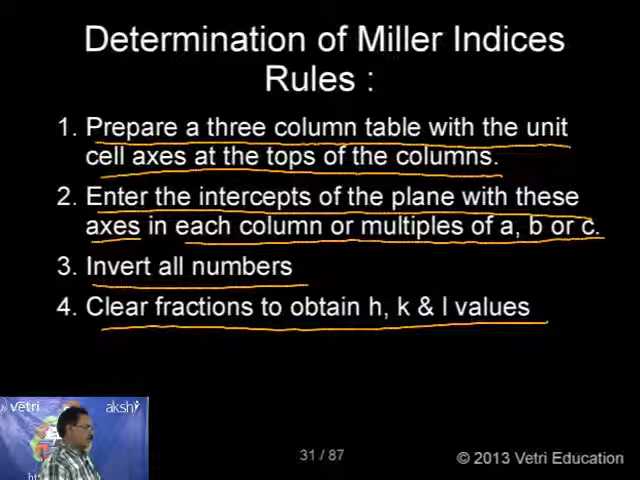 Determination of Miller Indices
Rules :
1. Prepare a three column table with the unit
cell axes at the tops of the columns.
2. Enter the intercepts of the plane with these
axes in each column or multiples of a, b or c.
3. Invert all numbers
4. Clear fractions to obtain h, k & l values
vetri
akshi
31 / 87
© 2013 Vetri Education